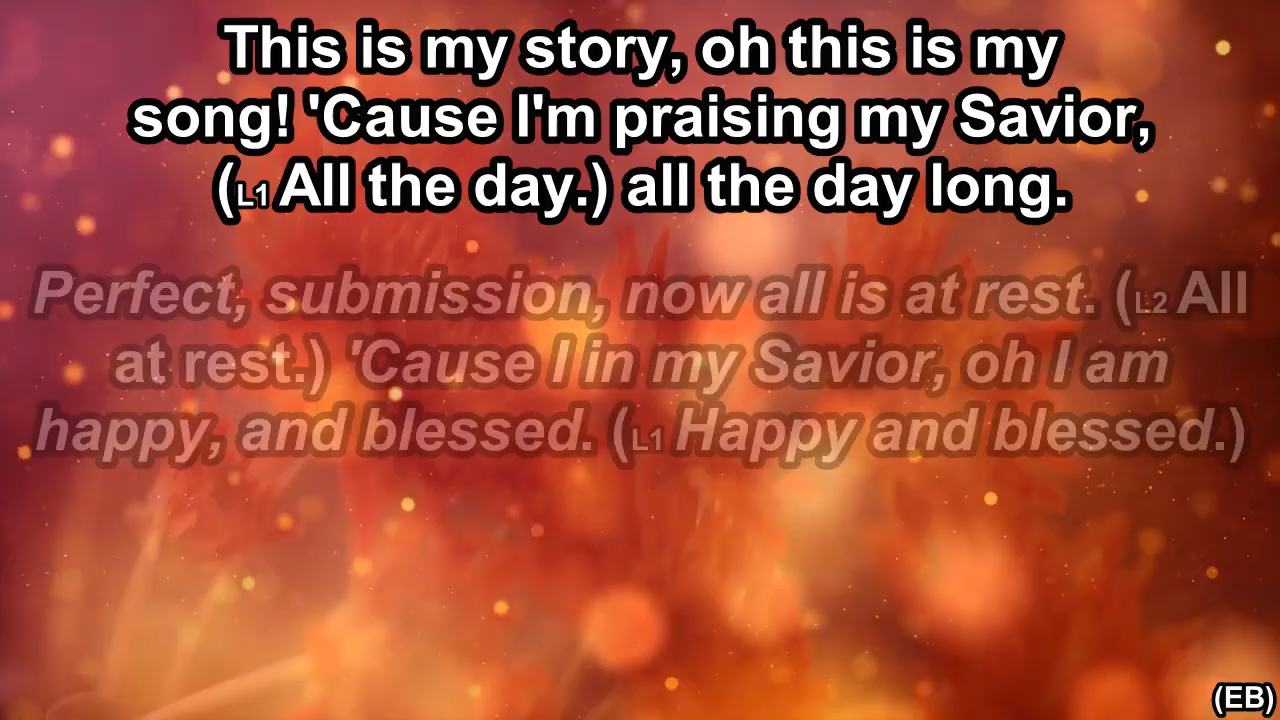 This is my story, oh this is my
song! 'Cause I'm praising my Savior,
(L1 All the day.) all the day long.
Perfect, submission, now all is at rest. (L2 All
at rest.) 'Cause I in my Savior, oh I am
happy, and blessed. (L1 Happy and blessed.)
(EB)